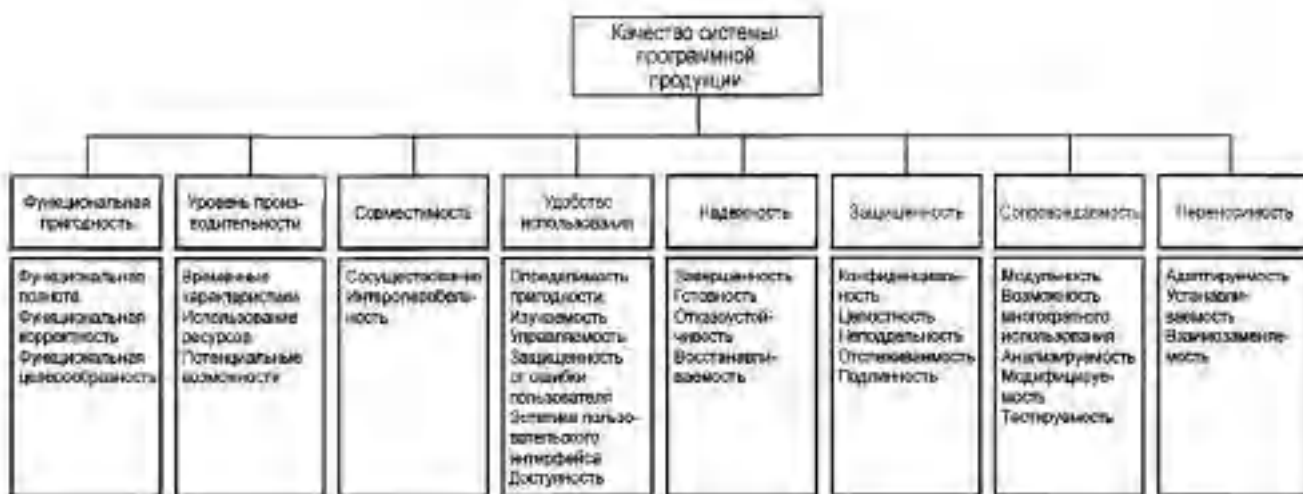 Качество системы
программной
продукции
Функциональная
пригодность
Уровень произ-
водительности
Совместимость
Удобство
использования
Надежность
Защищенность
Сопровождаемость
Переносимость
Функциональная
полнота
Функциональная
корректность
Функциональная
целесообразность
Временные
характеристики
Использование
ресурсов
Потенциальные
возможности
Сосуществование
Интероперабель-
ность
Определимость
пригодности
Изучаемость
Управляемость
Защищенность
от ошибки
пользователя
Эстетика пользо-
вательского
интерфейса
Доступность
Завершенность
Готовность
Отказоустой-
чивость
Восстанавли-
ваемость
Конфиденциаль-
ность
Целостность
Неподдельность
Отслеживаемость
Подлинность
Модульность
Возможность
многократного
использования
Анализируемость
Модифицируе-
мость
Тестируемость
Адаптируемость
Устанавли-
ваемость
Взаимозаменяе-
мость